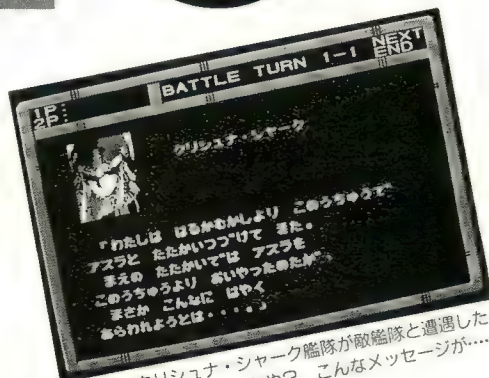 BATTLE TURN 1-1
NEXT
END
1P:
2P:
クリシュナ・シャーク
「わたしは はるかむかしより このうちゅうで
アスラと たたかいつづけて きた。
まえの たたかいで は アスラを
このうちゅうより おいやったのだが
まさか こんなに はやく
あらわれようとは・・・・」
クリシュナ・シャーク艦隊が敵艦隊と遭遇した
こんなメッセージが‥‥